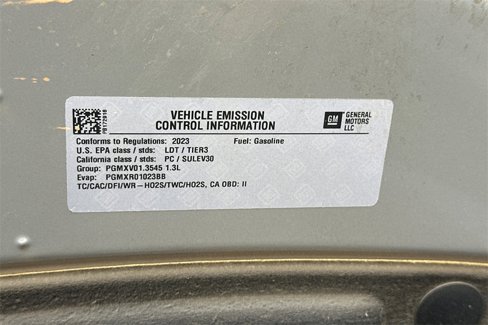 VEHICLE EMISSION
CONTROL INFORMATION
GM
GENERAL MOTORS
LLC
Conforms to Regulations: 2023 Fuel: Gasoline
U.S. EPA class / stds: LDT / TIER3
California class / stds: PC / SULEV30
Group: PGMXV01.3545 1.3L
Evap: PGMXR01023BB
TC/CAC/DFI/WR-HO2S/TWC/HO2S, CA OBD: II